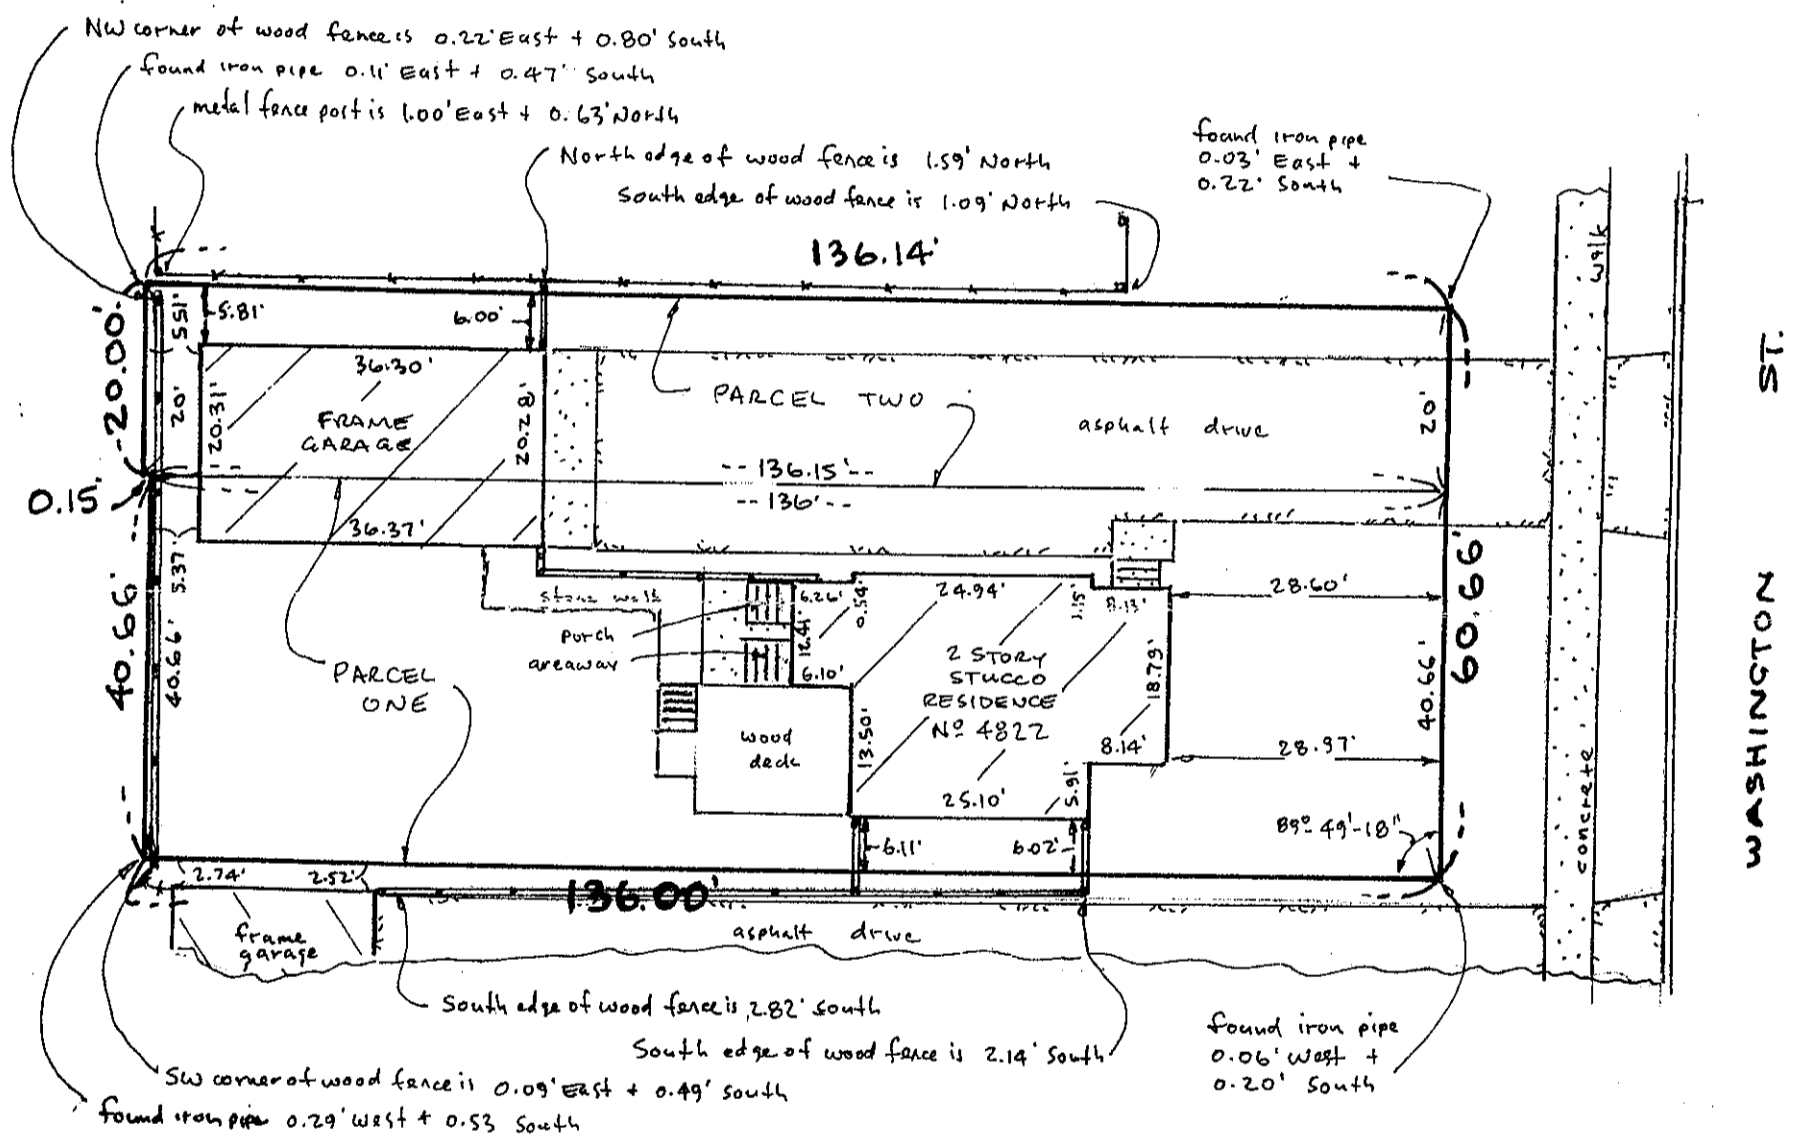 NW corner of wood fence is 0.22' East + 0.80' South
found iron pipe 0.11' East + 0.47' South
metal fence post is 1.00' East + 0.63' North
North edge of wood fence is 1.59' North
South edge of wood fence is 1.09' North
found iron pipe
0.03' East +
0.22' South
136.14'
walk
20.00'
5.51'
5.81'
6.00'
36.30'
20'
20.31'
FRAME
GARAGE
20.28'
PARCEL TWO
asphalt drive
20'
ST.
--136.15'--
--136'--
0.15'
36.37'
40.66'
5.37'
40.66'
stone walk
porch
areaway
6.26'
12.41'
6.10'
0.54'
24.94'
1.15'
8.13'
28.60'
60.66'
PARCEL
ONE
2 STORY
STUCCO
RESIDENCE
Nº 4822
18.79'
40.66'
wood
deck
13.50'
8.14'
28.97'
25.10'
5.91'
WASHINGTON
concrete
89°-49'-18"
6.11'
6.02'
2.74'
2.52'
136.00'
frame
garage
asphalt drive
South edge of wood fence is 2.82' South
South edge of wood fence is 2.14' South
found iron pipe
0.06' West +
0.20' South
SW corner of wood fence is 0.09' East + 0.49' South
found iron pipe 0.29' West + 0.53 South